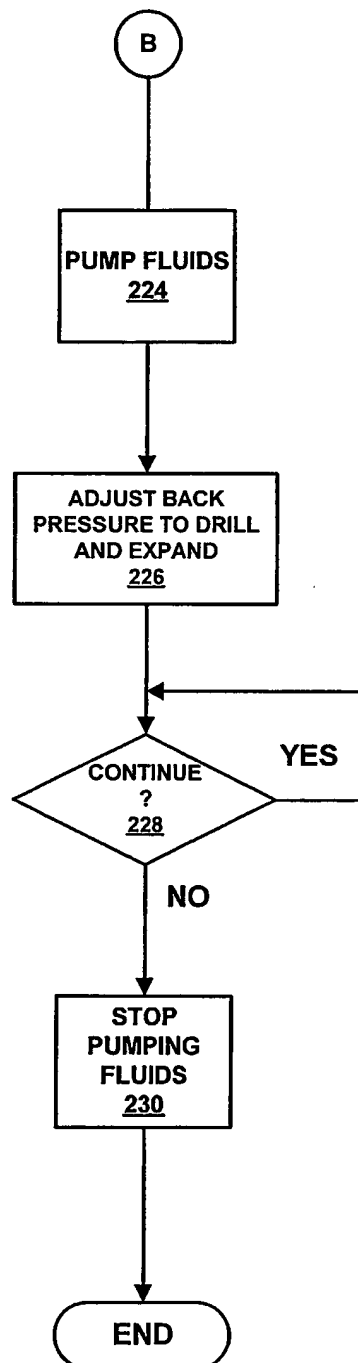 B
PUMP FLUIDS
224
ADJUST BACK
PRESSURE TO DRILL
AND EXPAND
226
YES
CONTINUE
?
228
NO
STOP
PUMPING
FLUIDS
230
END